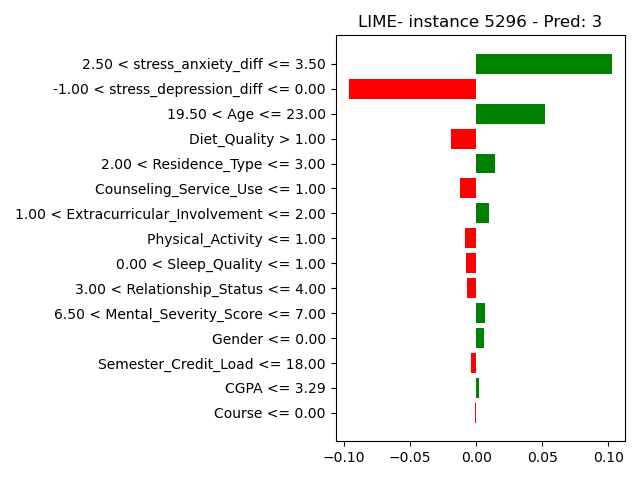 LIME- instance 5296 - Pred: 3
2.50 < stress_anxiety_diff <= 3.50
-1.00 < stress_depression_diff <= 0.00
19.50 < Age <= 23.00
Diet_Quality > 1.00
2.00 < Residence_Type <= 3.00
Counseling_Service_Use <= 1.00
1.00 < Extracurricular_Involvement <= 2.00
Physical_Activity <= 1.00
0.00 < Sleep_Quality <= 1.00
3.00 < Relationship_Status <= 4.00
6.50 < Mental_Severity_Score <= 7.00
Gender <= 0.00
Semester_Credit_Load <= 18.00
CGPA <= 3.29
Course <= 0.00
−0.10 −0.05 0.00 0.05 0.10